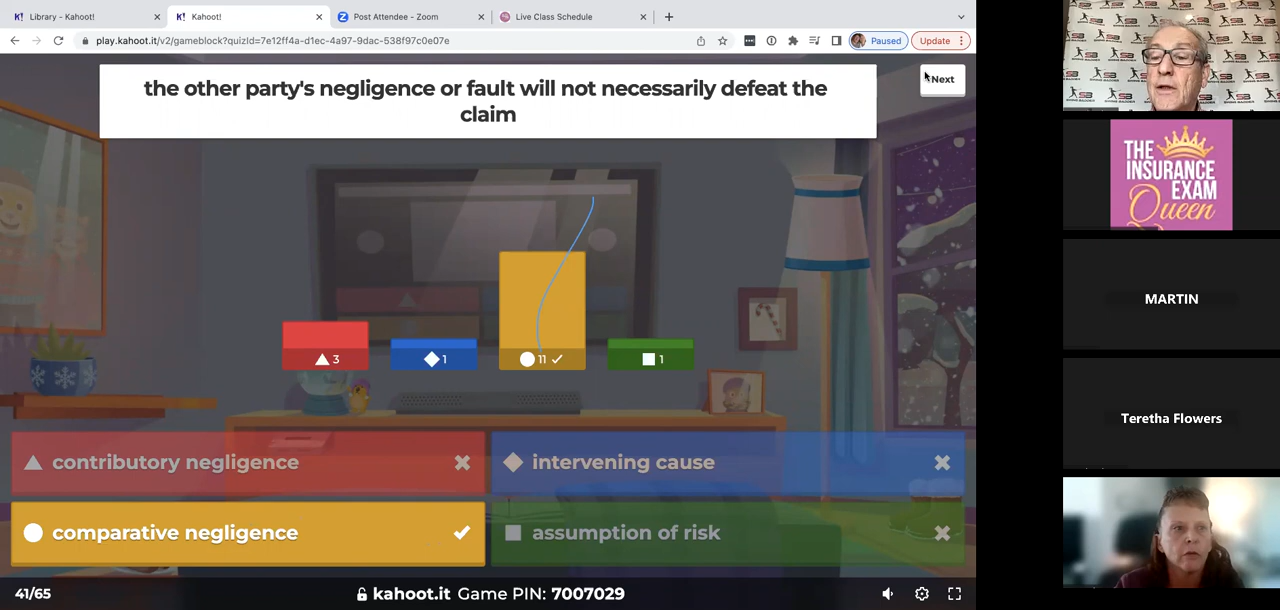 Library - Kahoot!
Kahoot!
Post Attendee - Zoom
Live Class Schedule
play.kahoot.it/v2/gameblock?quizId=7e12ff4a-d1ec-4a97-9dac-538f97c0e07e
Paused
Update
the other party's negligence or fault will not necessarily defeat the
claim
Next
3
1
11
1
contributory negligence
intervening cause
comparative negligence
assumption of risk
41/65
kahoot.it Game PIN: 7007029
THE
INSURANCE
EXAM
Queen
MARTIN
Teretha Flowers